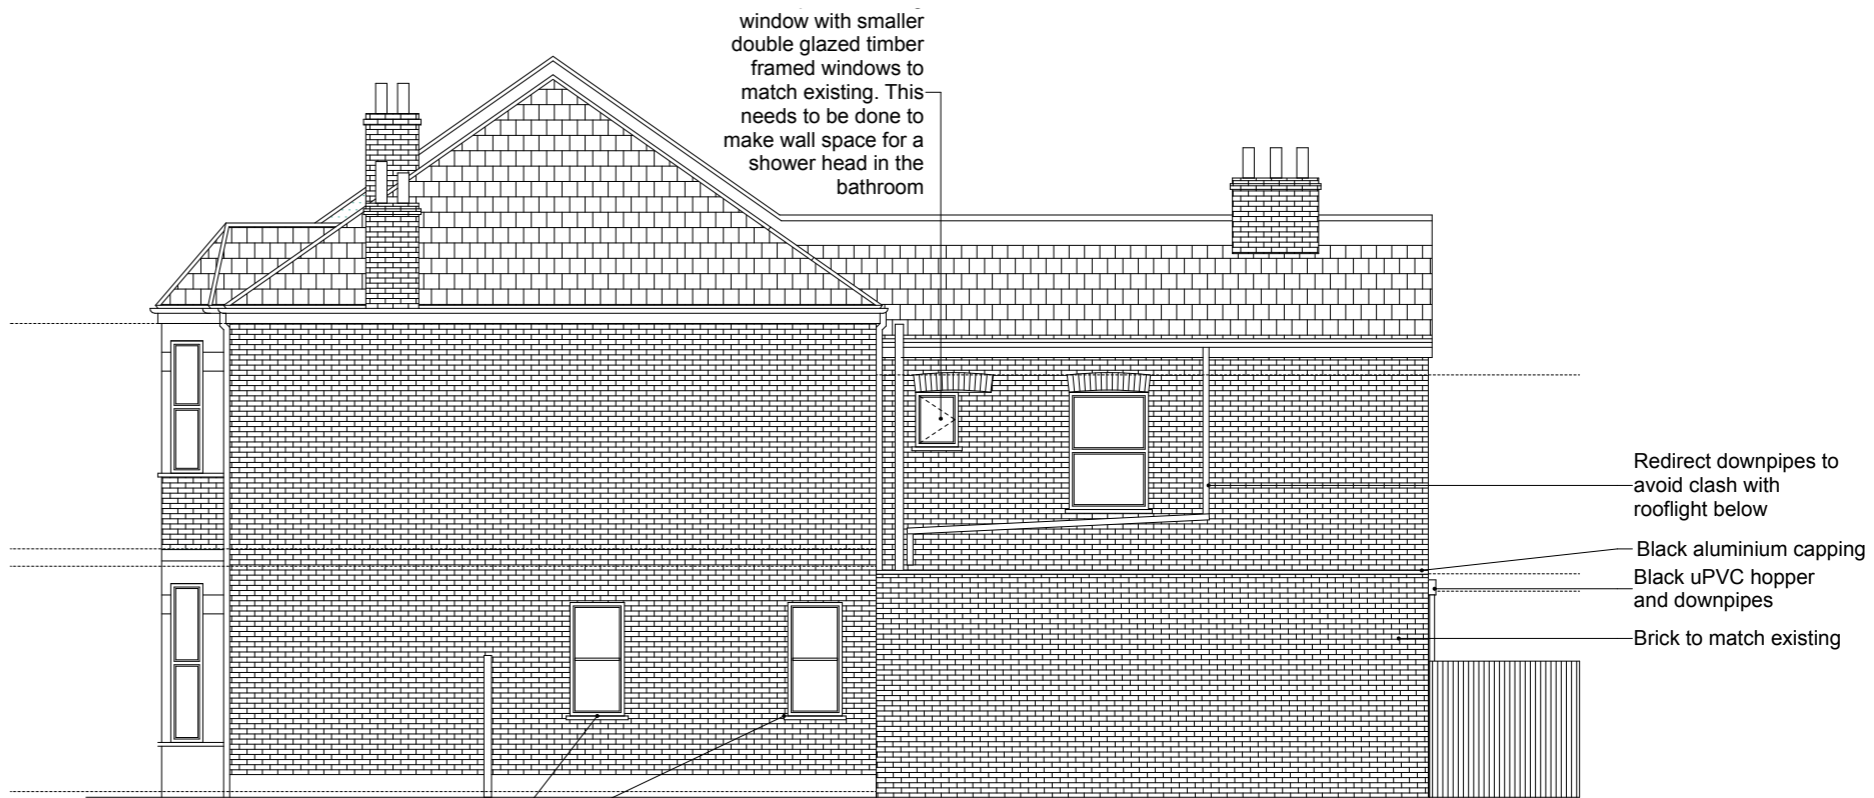 window with smaller
double glazed timber
framed windows to
match existing. This
needs to be done to
make wall space for a
shower head in the
bathroom
Redirect downpipes to
avoid clash with
rooflight below
Black aluminium capping
Black uPVC hopper
and downpipes
Brick to match existing